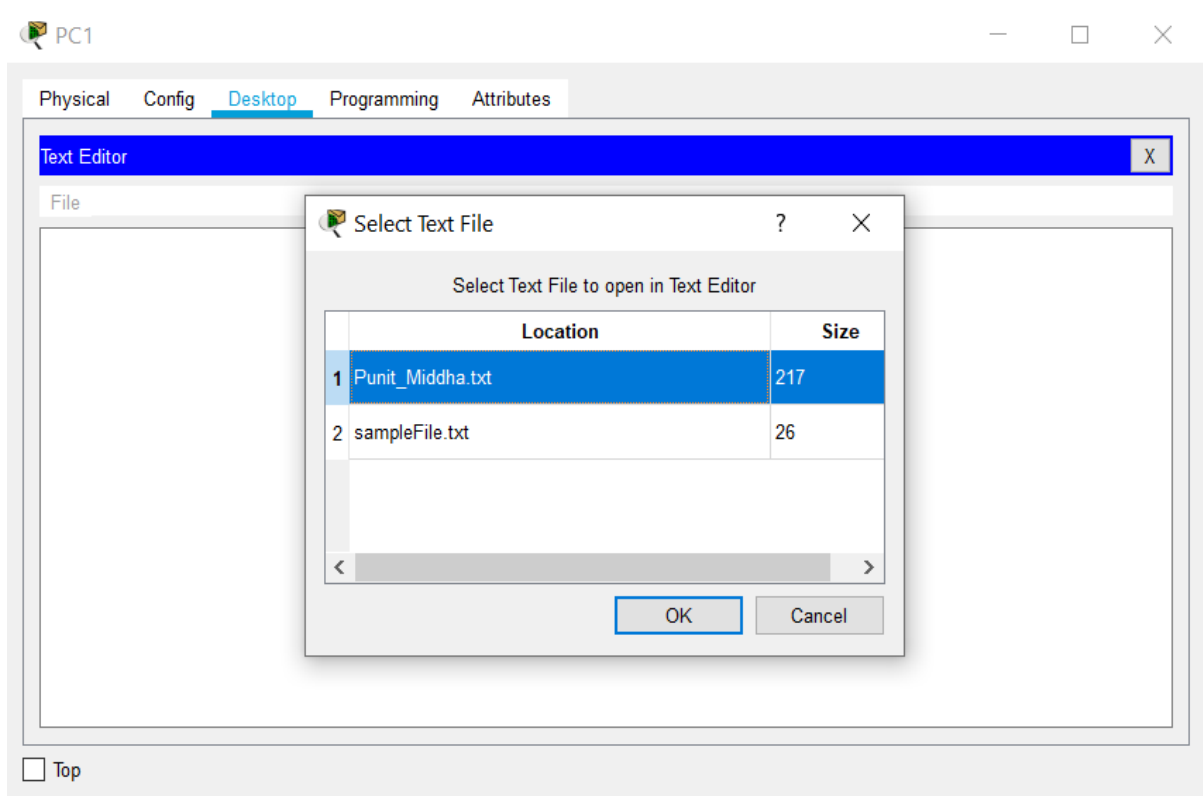 PC1
Physical Config Desktop Programming Attributes
Text Editor X
File
Select Text File ?
Select Text File to open in Text Editor
Location Size
1 Punit_Middha.txt 217
2 sampleFile.txt 26
OK Cancel
Top